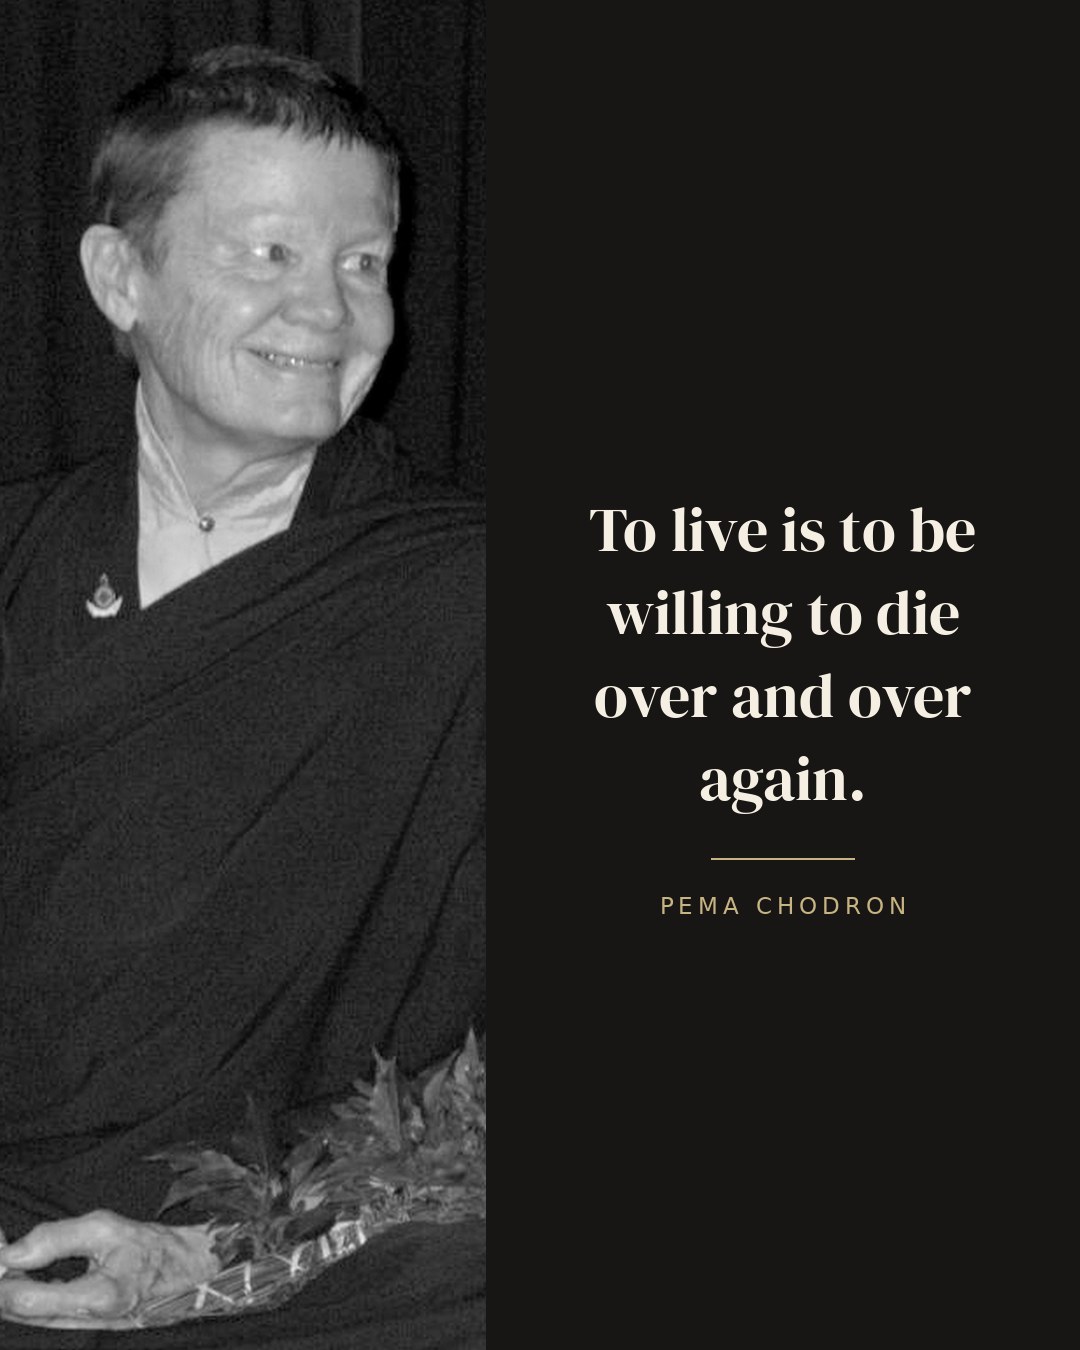 To live is to be
willing to die
over and over
again.
PEMA CHODRON